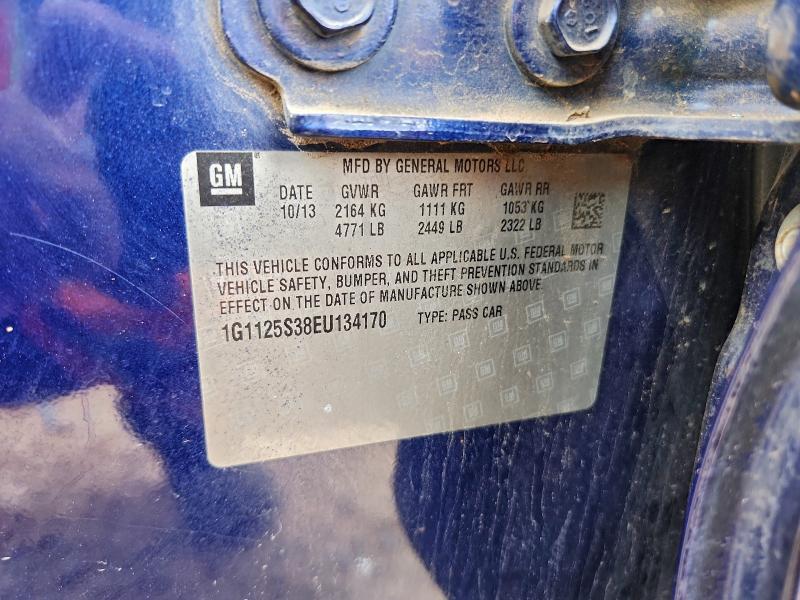 GM
MFD BY GENERAL MOTORS LLC
DATE GVWR GAWR FRT GAWR RR
10/13 2164 KG 1111 KG 1053 KG
4771 LB 2449 LB 2322 LB
THIS VEHICLE CONFORMS TO ALL APPLICABLE U.S. FEDERAL MOTOR
VEHICLE SAFETY, BUMPER, AND THEFT PREVENTION STANDARDS IN
EFFECT ON THE DATE OF MANUFACTURE SHOWN ABOVE.
1G1125S38EU134170 TYPE: PASS CAR